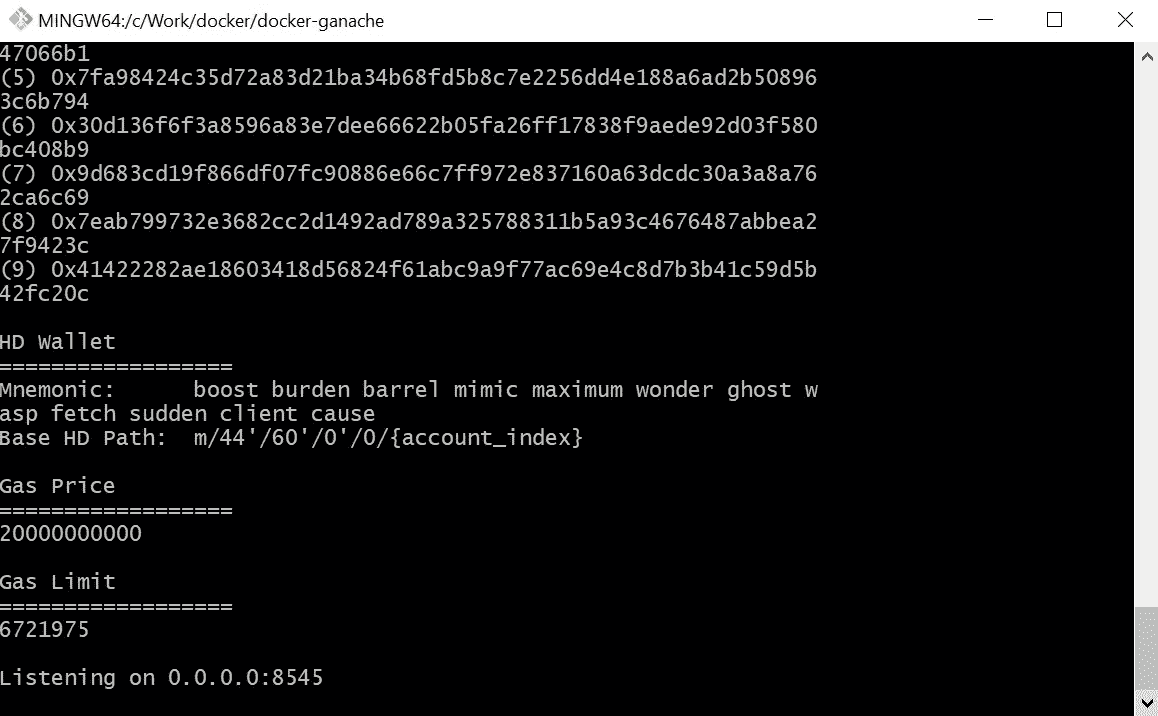 MINGW64:/c/Work/docker/docker-ganache
47066b1
(5) 0x7fa98424c35d72a83d21ba34b68fd5b8c7e2256dd4e188a6ad2b50896
3c6b794
(6) 0x30d136f6f3a8596a83e7dee66622b05fa26ff17838f9aede92d03f580
bc408b9
(7) 0x9d683cd19f866df07fc90886e66c7ff972e837160a63dcdc30a3a8a76
2ca6c69
(8) 0x7eab799732e3682cc2d1492ad789a325788311b5a93c4676487abbea2
7f9423c
(9) 0x41422282ae18603418d56824f61abc9a9f77ac69e4c8d7b3b41c59d5b
42fc20c
HD Wallet
==================
Mnemonic:      boost burden barrel mimic maximum wonder ghost w
asp fetch sudden client cause
Base HD Path:  m/44'/60'/0'/0/{account_index}
Gas Price
==================
20000000000
Gas Limit
==================
6721975
Listening on 0.0.0.0:8545